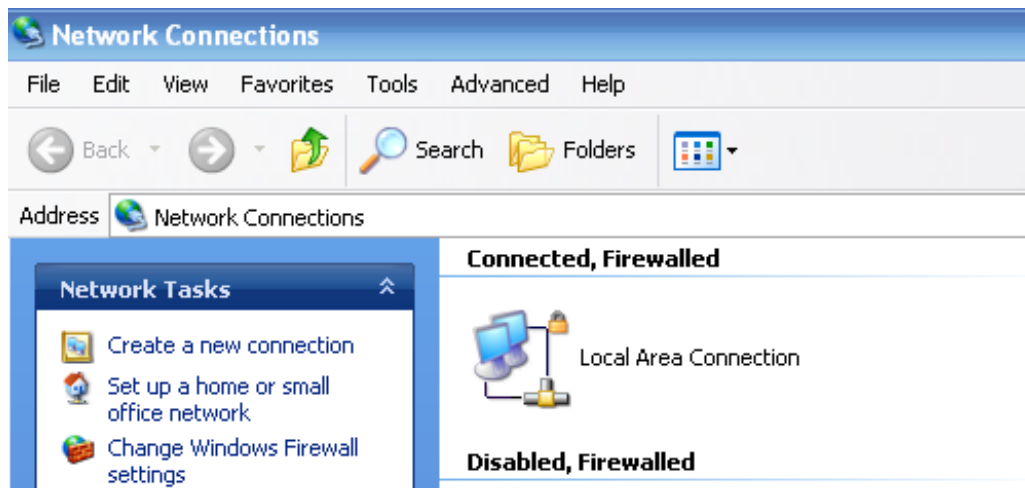 Network Connections
File Edit View Favorites Tools Advanced Help
Back Search Folders
Address Network Connections
Network Tasks
Create a new connection
Set up a home or small
office network
Change Windows Firewall
settings
Connected, Firewalled
Local Area Connection
Disabled, Firewalled